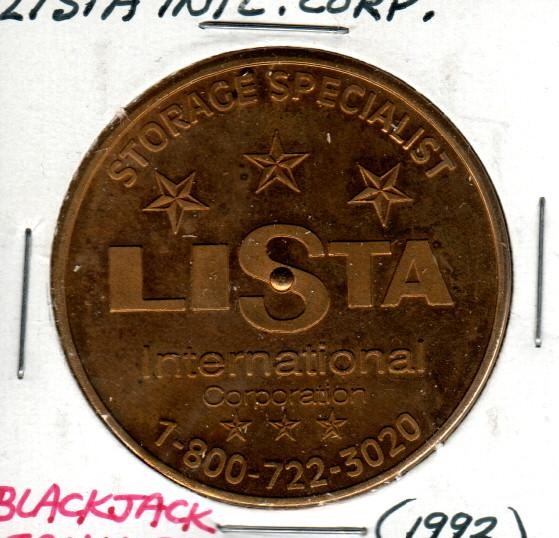 LISTA INTL. CORP.
STORAGE SPECIALIST
LISTA
International
Corporation
1-800-722-3020
BLACKJACK
(1992)